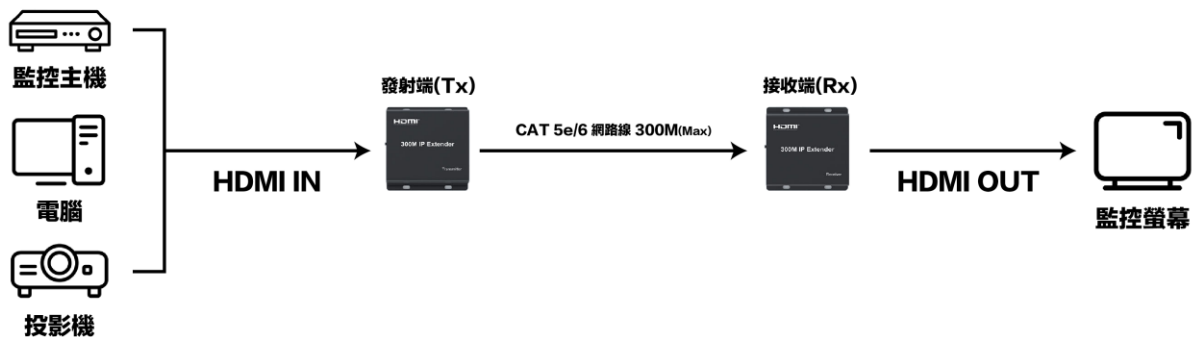 監控主機
電腦
投影機
HDMI IN
發射端(Tx)
HDMI
300M IP Extender
Transmitter
CAT 5e/6 網路線 300M(Max)
接收端(Rx)
HDMI
300M IP Extender
Receiver
HDMI OUT
監控螢幕